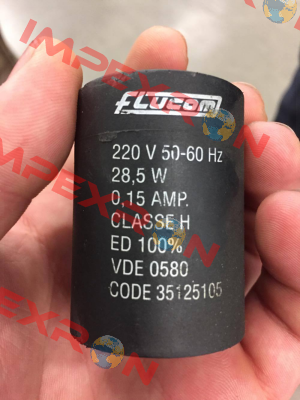 FLUCOM
220 V 50-60 Hz
28,5 W
0,15 AMP.
CLASSE H
ED 100%
VDE 0580
CODE 35125105
IMPEXRON
IMPEXRON
IMPEXRON